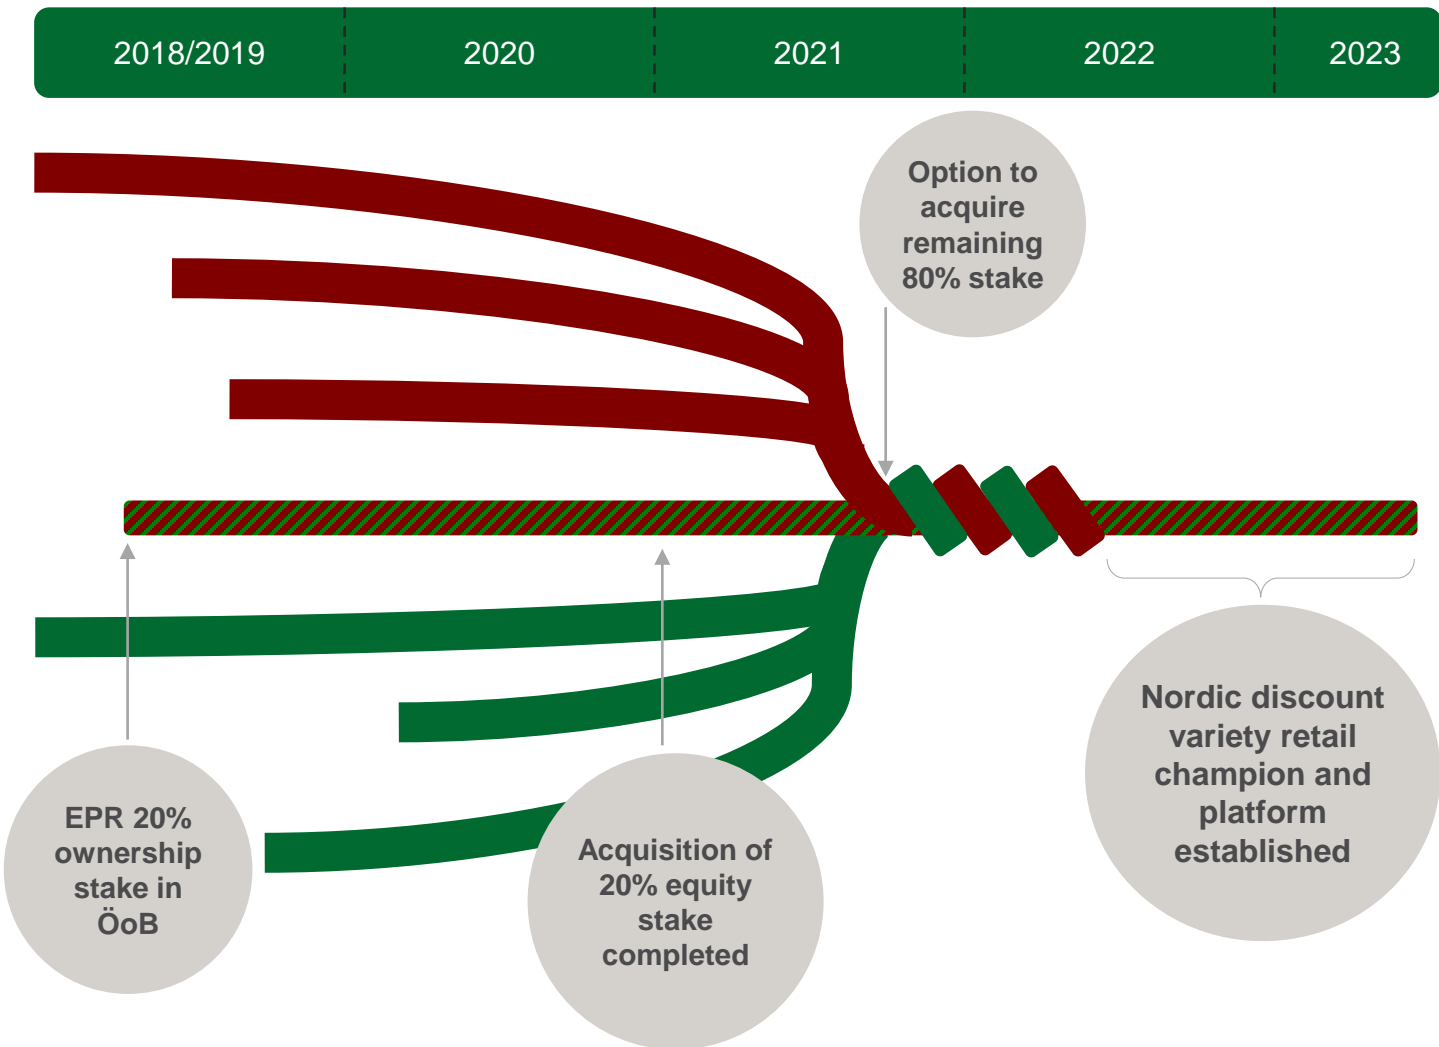 2018/2019
2020
2021
2022
2023
Option to
acquire
remaining
80% stake
EPR 20%
ownership
stake in
ÖoB
Acquisition of
20% equity
stake
completed
Nordic discount
variety retail
champion and
platform
established